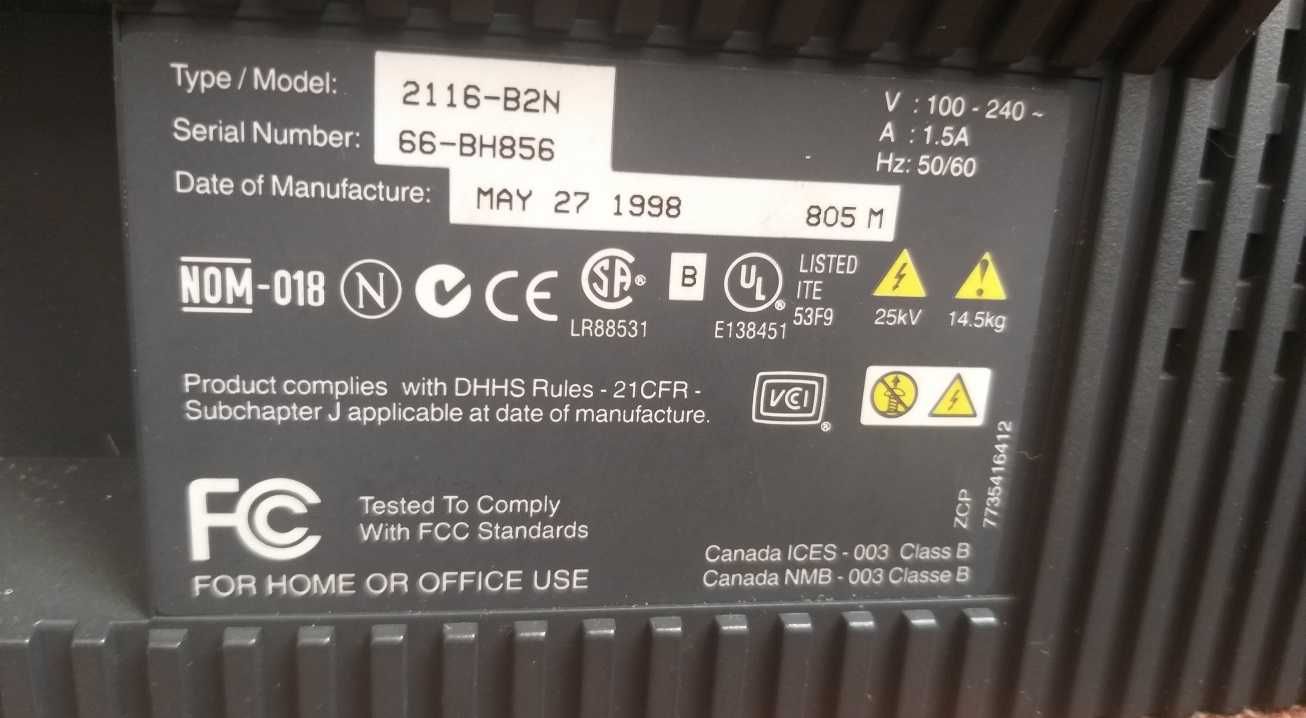 Type / Model: 2116-B2N
Serial Number: 66-BH856
Date of Manufacture: MAY 27 1998 805 M
V : 100 - 240 ~
A : 1.5A
Hz: 50/60
NOM-018 N CE SA® B UL® LISTED
ITE
53F9
LR88531 E138451 25kV 14.5kg
Product complies with DHHS Rules - 21CFR -
Subchapter J applicable at date of manufacture.
VCCI ®
FCC Tested To Comply
With FCC Standards
FOR HOME OR OFFICE USE
ZCP
7735416412
Canada ICES - 003 Class B
Canada NMB - 003 Classe B